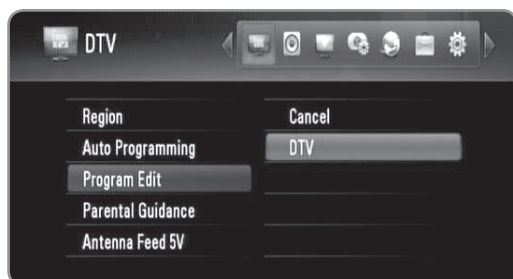 DTV
Region
Auto Programming
Program Edit
Parental Guidance
Antenna Feed 5V
Cancel
DTV